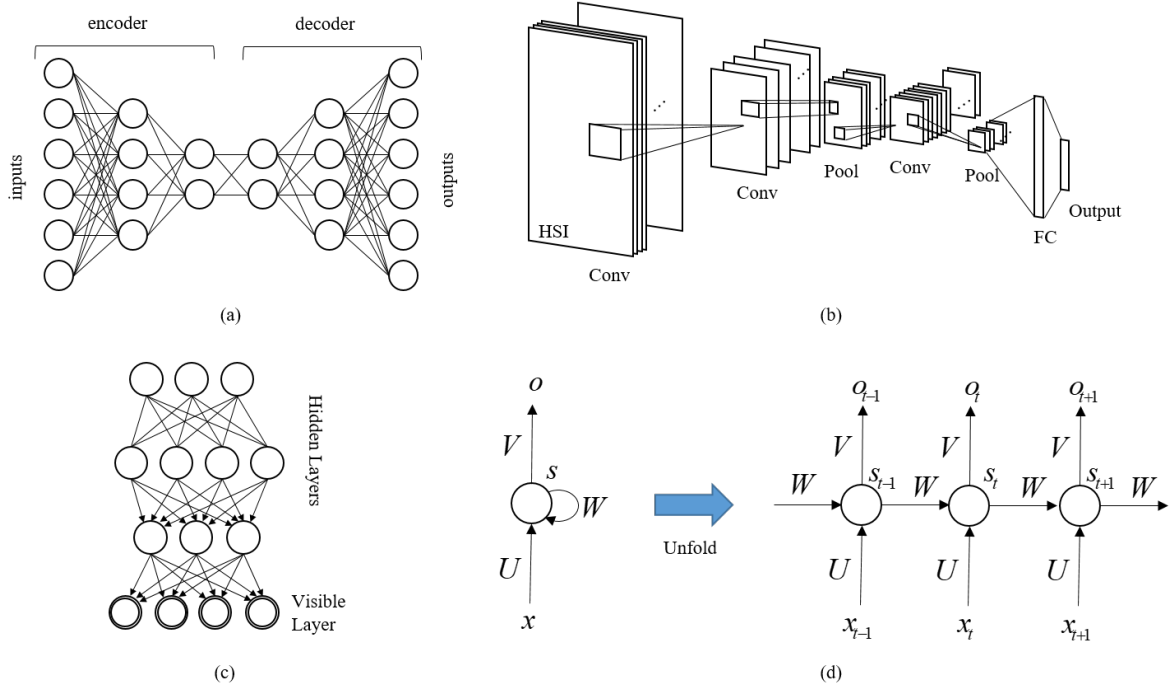 encoder
decoder
inputs
outputs
(a)
HSI
Conv
Conv
Pool
Conv
Pool
FC
Output
(b)
Hidden Layers
Visible
Layer
(c)
o
V
s
W
U
x
Unfold
o_{t-1} o_t o_{t+1}
V V V
s_{t-1} s_t s_{t+1}
W W W W
U U U
x_{t-1} x_t x_{t+1}
(d)